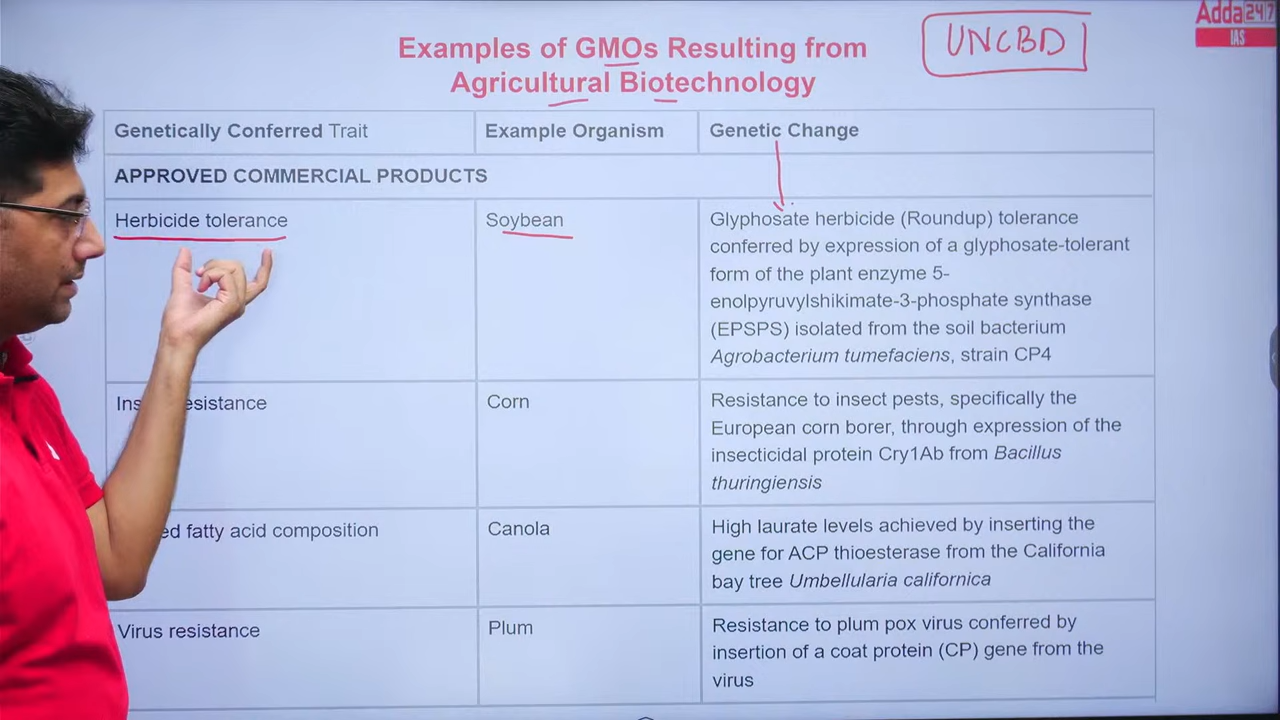 Adda247
IAS
UNCBD
Examples of GMOs Resulting from
Agricultural Biotechnology
Genetically Conferred Trait
Example Organism
Genetic Change
APPROVED COMMERCIAL PRODUCTS
Herbicide tolerance
Soybean
Glyphosate herbicide (Roundup) tolerance
conferred by expression of a glyphosate-tolerant
form of the plant enzyme 5-
enolpyruvylshikimate-3-phosphate synthase
(EPSPS) isolated from the soil bacterium
Agrobacterium tumefaciens, strain CP4
Corn
Resistance to insect pests, specifically the
European corn borer, through expression of the
insecticidal protein Cry1Ab from Bacillus
thuringiensis
fatty acid composition
Canola
High laurate levels achieved by inserting the
gene for ACP thioesterase from the California
bay tree Umbellularia californica
Virus resistance
Plum
Resistance to plum pox virus conferred by
insertion of a coat protein (CP) gene from the
virus